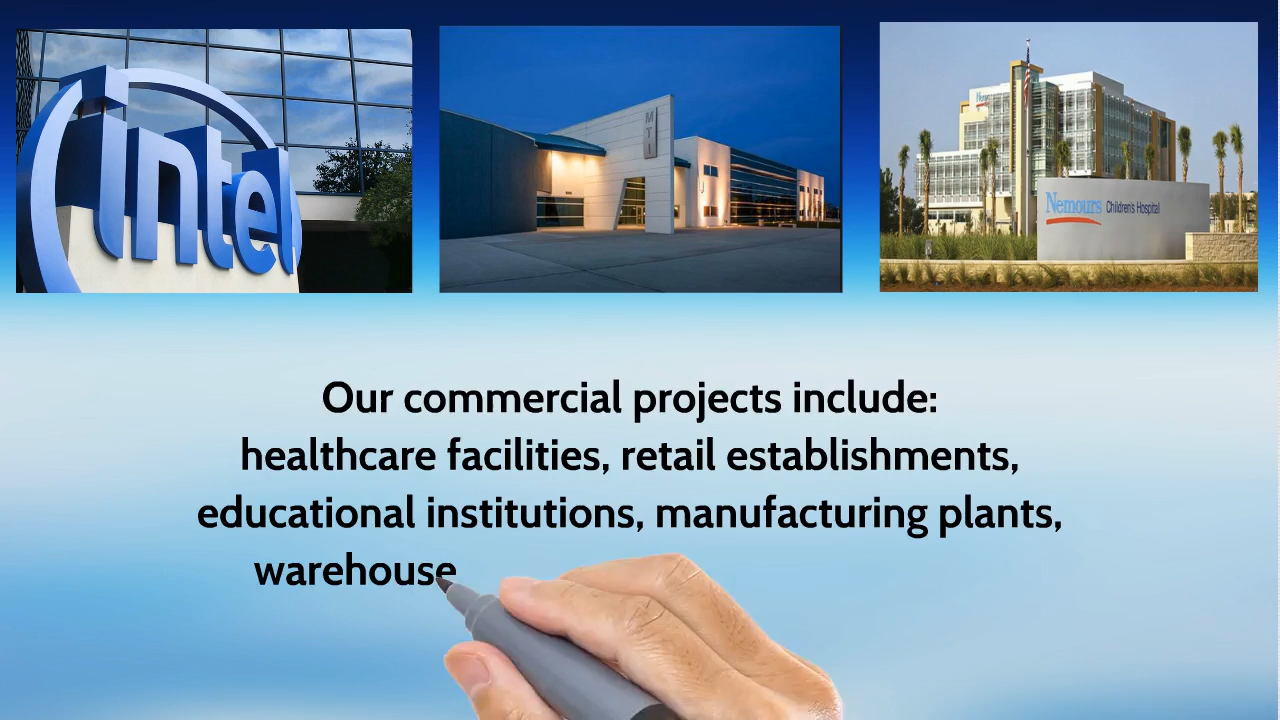 intel
MTI
Nemours Children's Hospital
Our commercial projects include:
healthcare facilities, retail establishments,
educational institutions, manufacturing plants,
warehouse